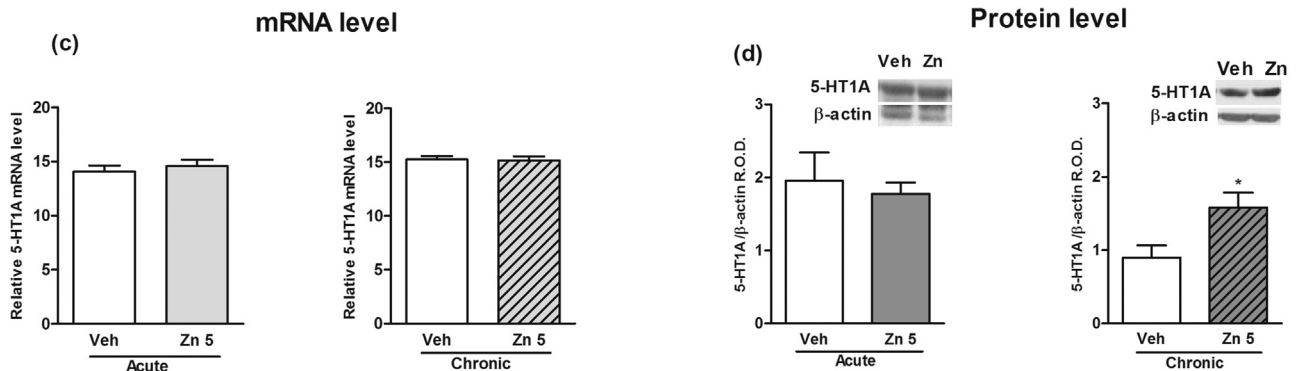 mRNA level
Protein level
(c)
20
15
10
5
0
Relative 5-HT1A mRNA level
Veh
Zn 5
Acute
20
15
10
5
0
Relative 5-HT1A mRNA level
Veh
Zn 5
Chronic
(d)
Veh Zn
5-HT1A
β-actin
3
2
1
0
5-HT1A/β-actin R.O.D.
Veh
Zn 5
Acute
Veh Zn
5-HT1A
β-actin
3
2
1
0
5-HT1A/β-actin R.O.D.
*
Veh
Zn 5
Chronic